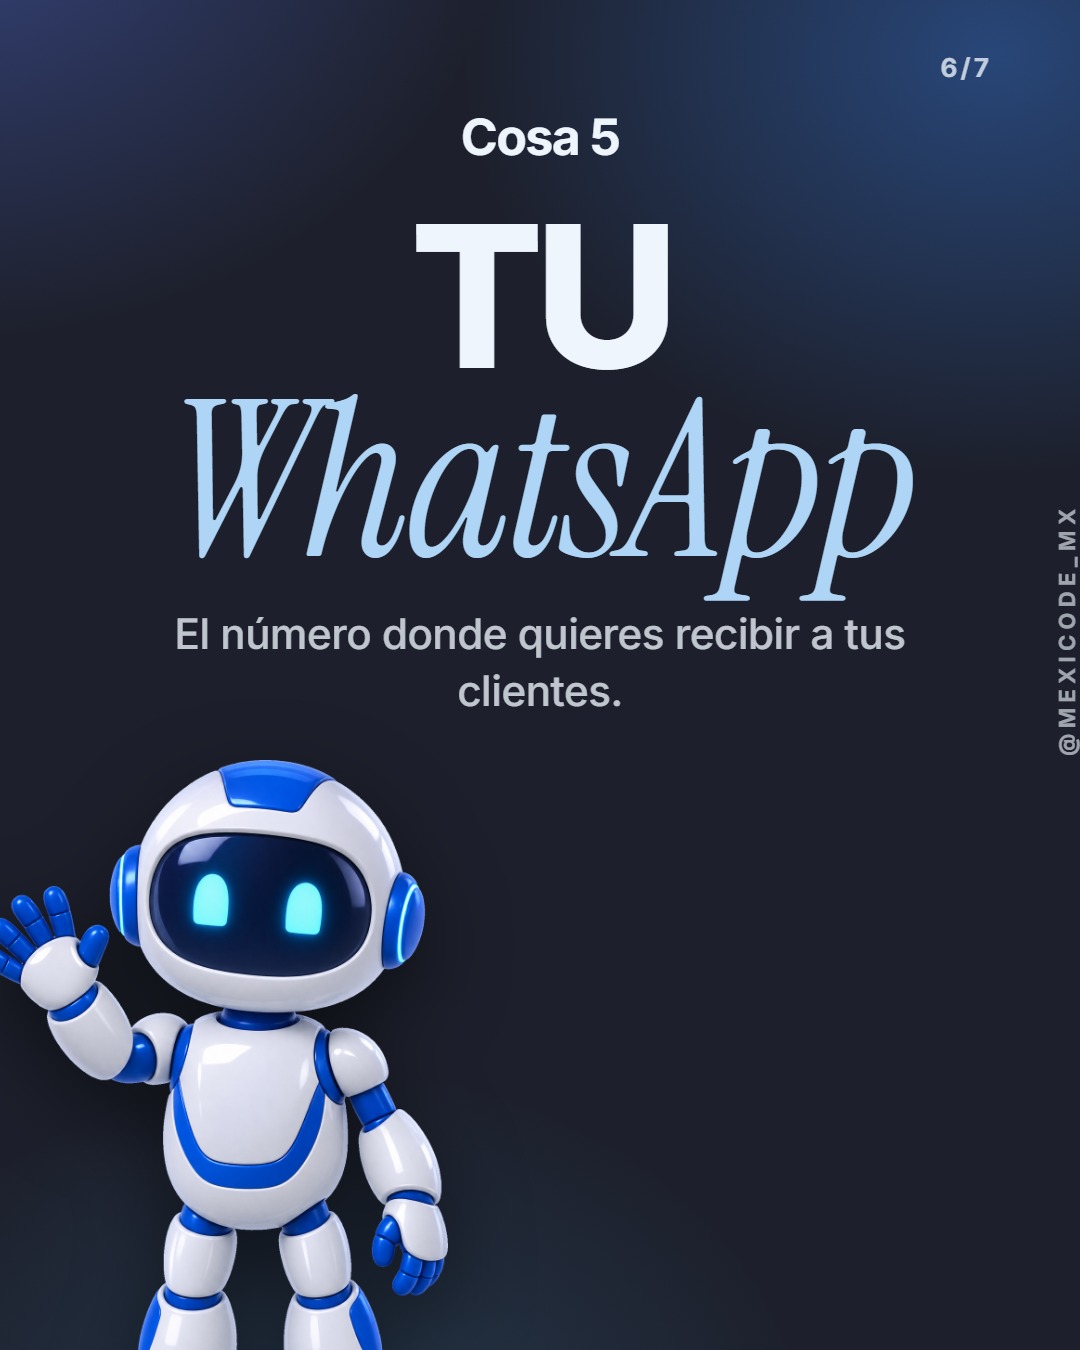 6/7
Cosa 5
TU
WhatsApp
El número donde quieres recibir a tus
clientes.
@MEXICODE_MX